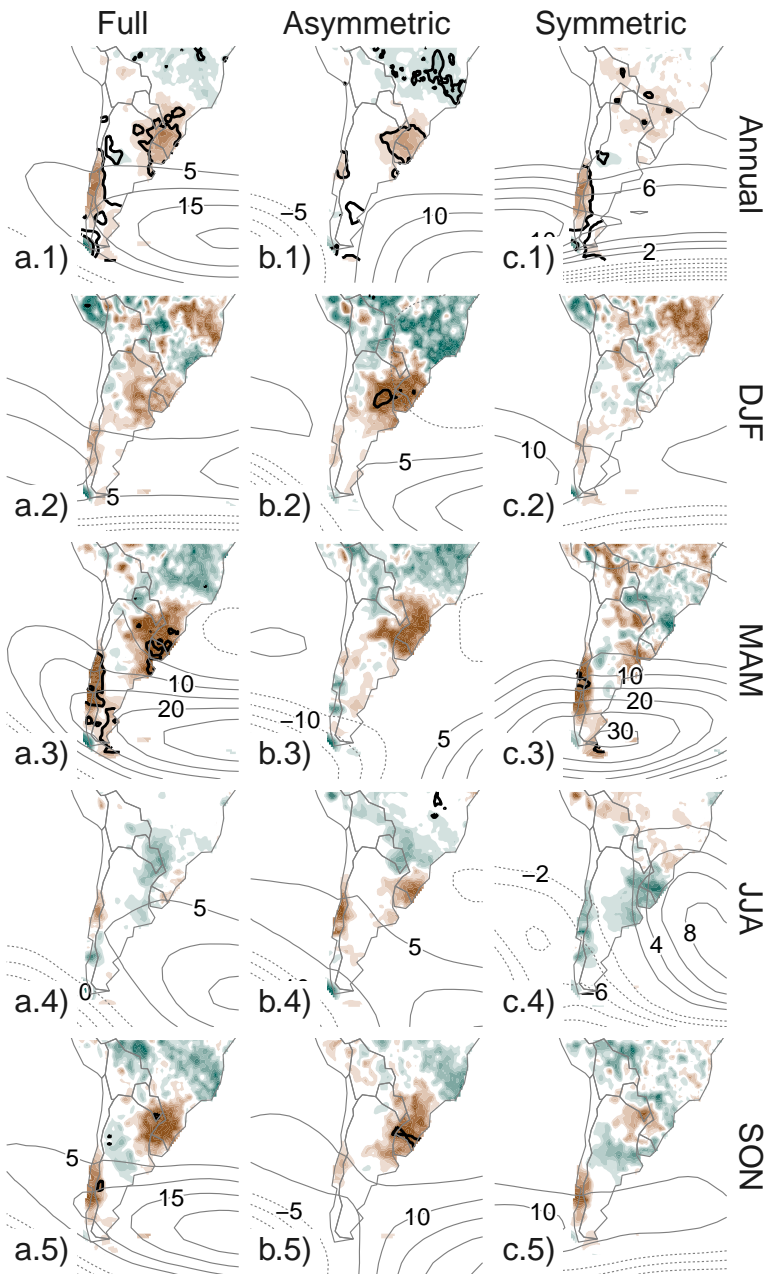 Full Asymmetric Symmetric
Annual
5
15
a.1)
−5
10
b.1)
6
2
c.1)
DJF
5
a.2)
5
b.2)
10
c.2)
MAM
10
20
a.3)
−10
5
b.3)
10
20
30
c.3)
JJA
5
0
a.4)
5
b.4)
−2
4
8
−6
c.4)
SON
5
15
a.5)
−5
10
b.5)
10
c.5)